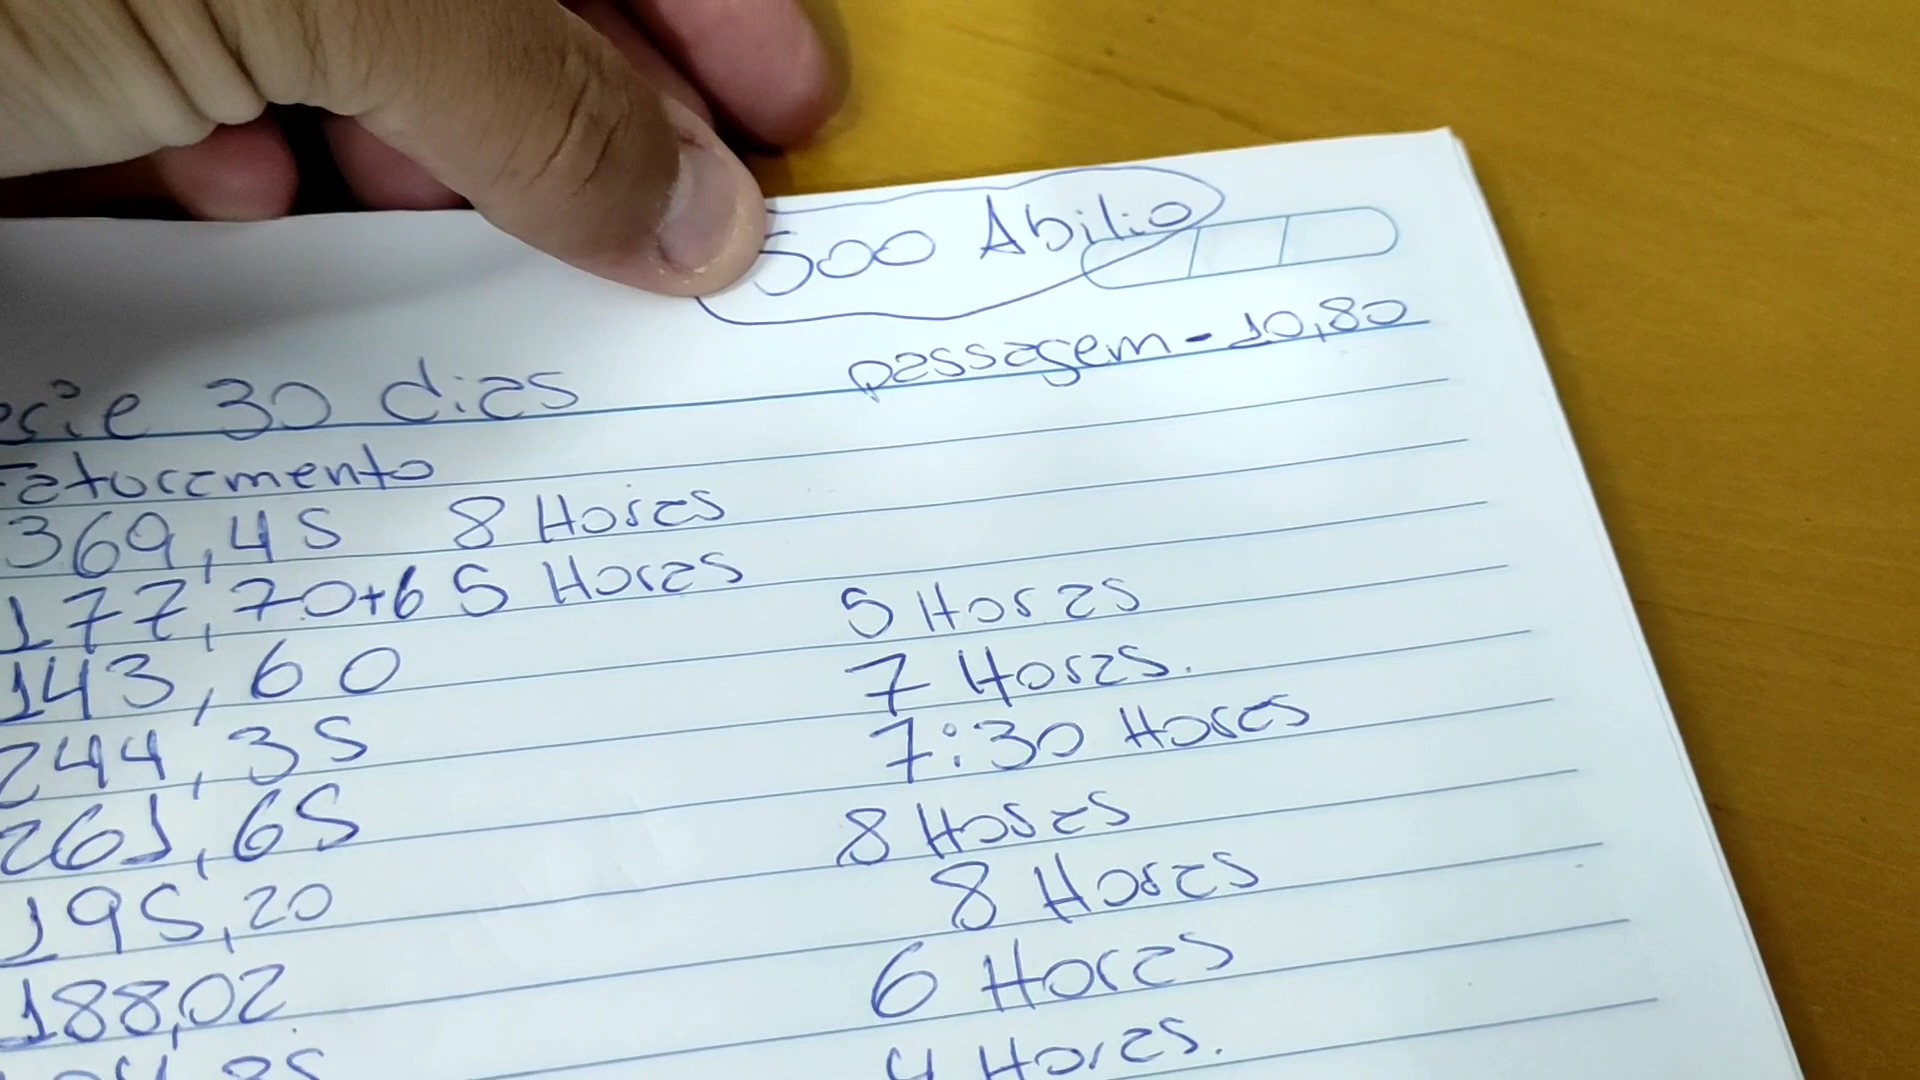 500 Abilio
passagem - 10,80
30 dias
Faturamento
369,45 8 Horas
177,70+6 5 Horas
143,60 5 Horas
244,35 7 Horas.
261,65 7:30 Horas
195,20 8 Horas
188,02 8 Horas
6 Horas
4 Horas.